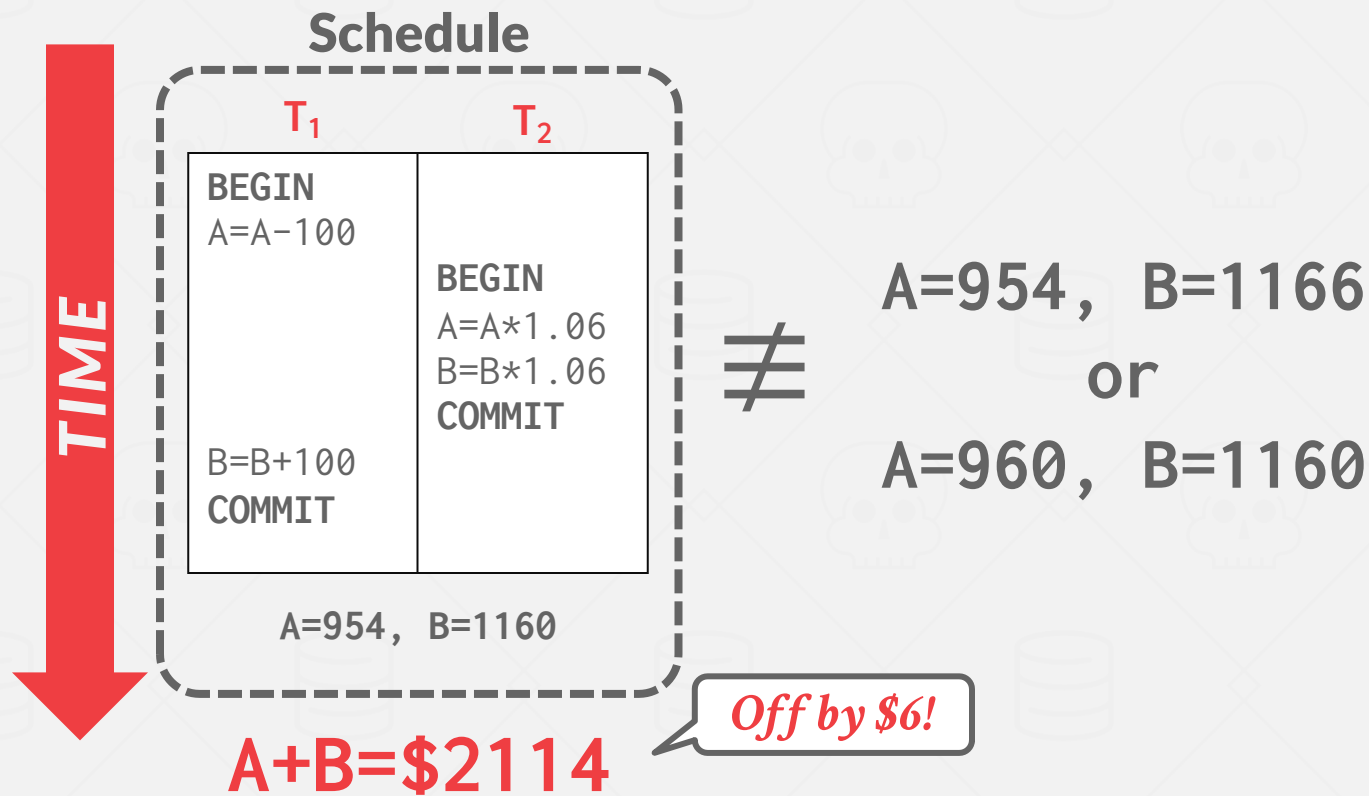 Schedule
TIME
T₁
T₂
BEGIN
A=A-100
BEGIN
A=A*1.06
B=B*1.06
COMMIT
B=B+100
COMMIT
A=954, B=1160
≢
A=954, B=1166
or
A=960, B=1160
Off by $6!
A+B=$2114